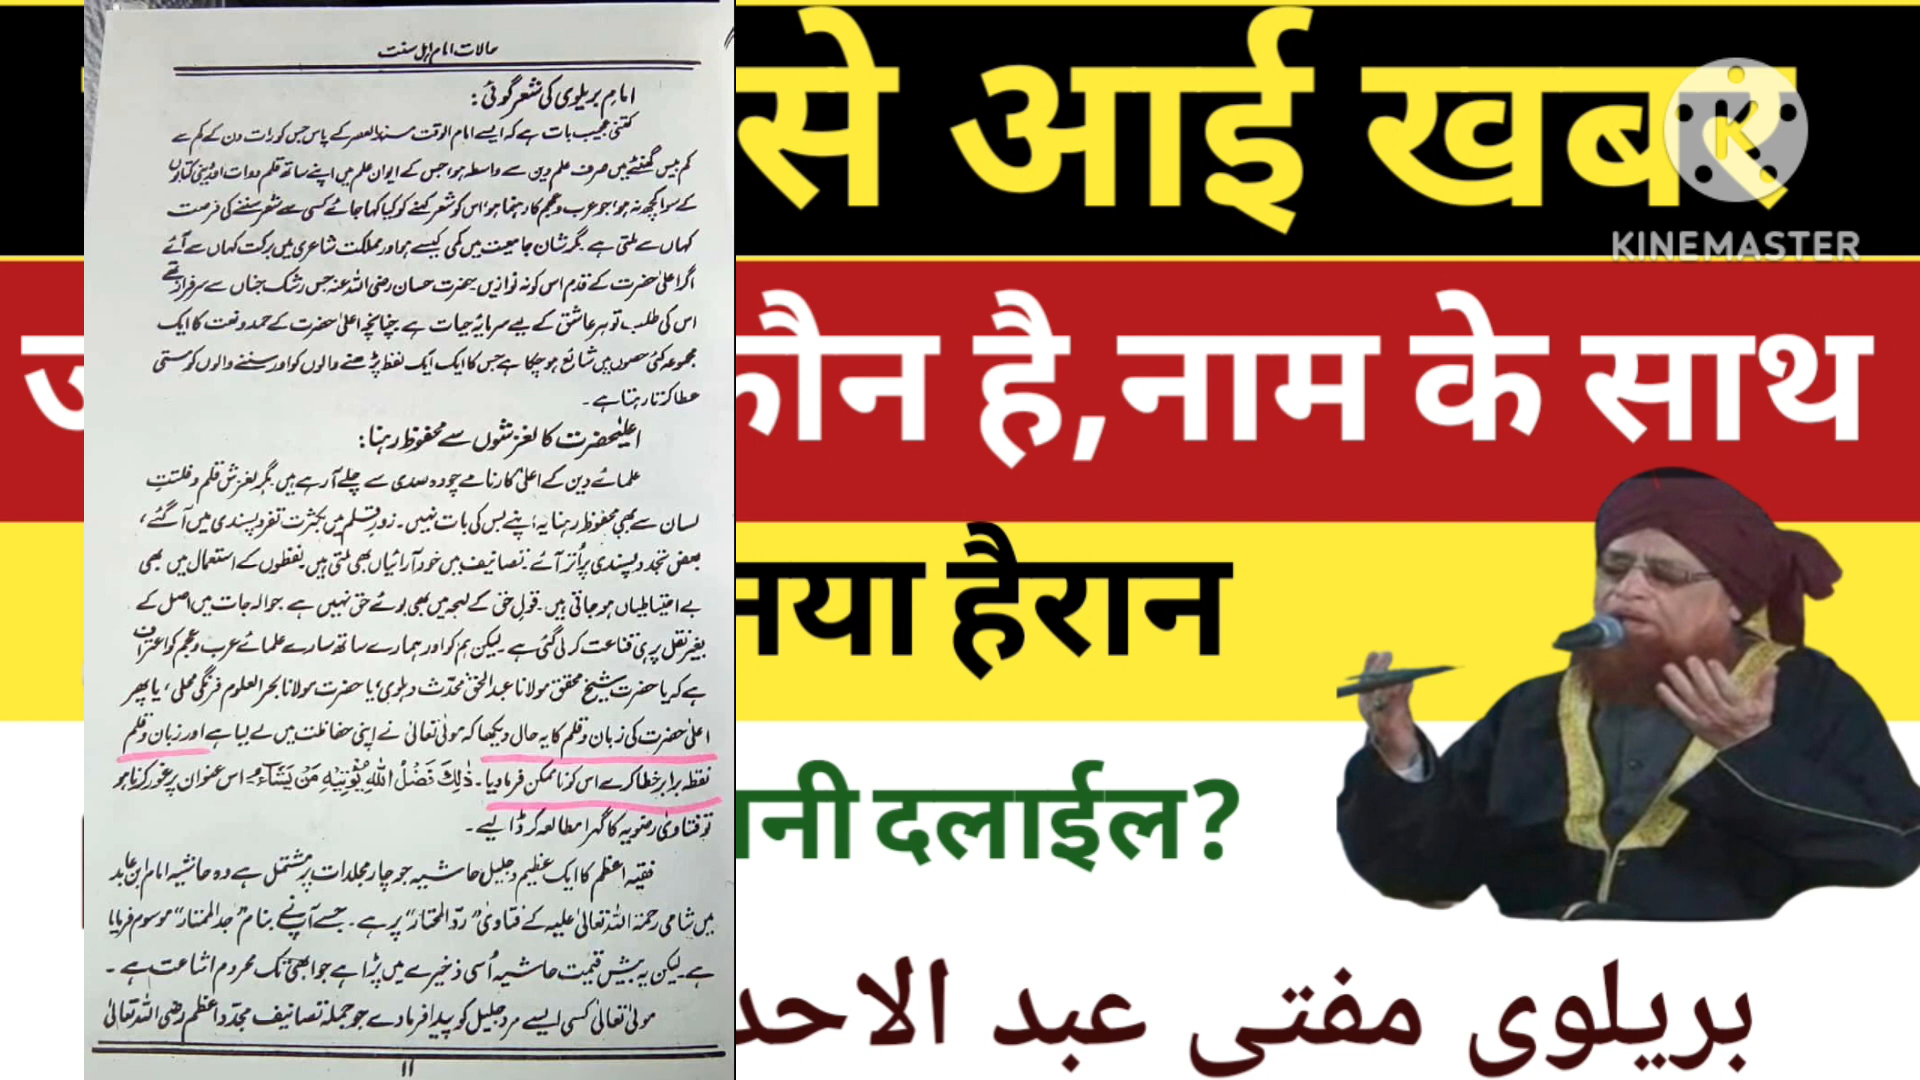 حالات امام اہل سنت
امام بریلوی کی شعر گوئی :
کتنی عجیب بات ہے کہ ایسے امام الوقت مسند العصر کے پاس جس کو رات دن کے کم سے
کم بیس گھنٹے میں صرف علم دین سے واسطہ ہو، جس کے ایوان علم میں اپنے ساتھ قلم دوات اور دینی کتابوں
کے سوا کچھ نہ ہو، جو عرب و عجم کا رہنما ہو، اس کو شعر کہنے کو کیا کہا جائے کسی سے شعر سننے کی فرصت
کہاں سے ملتی ہے مگر شان جامعیت میں کمی کیسے ہو اور مملکت شاعری میں برکت کہاں سے آئے
اگر اعلیٰ حضرت کے قدم اس کو نہ نوازیں۔ حضرت حسان رضی اللہ عنہ جس رشک جناں سے سرفراز تھے
اس کی طلب تو ہر عاشق کے لیے سرمایۂ حیات ہے چنانچہ اعلیٰ حضرت کے حمد و نعت کا ایک
مجموعہ کئی حصوں میں شائع ہو چکا ہے جس کا ایک ایک لفظ پڑھنے والوں کو اور سننے والوں کو مستی
عطا کرتا رہتا ہے ۔
اعلیٰحضرت کا لغزشوں سے محفوظ رہنا :
علمائے دین کے اعلیٰ کارنامے چودہ صدی سے چلے آ رہے ہیں مگر لغزش قلم و فلتت
لسان سے بھی محفوظ رہنا یہ اپنے بس کی بات نہیں۔ زور قلم میں بکثرت تفرد پسندی میں آ گئے ،
بعض تجدد پسندی پر اُتر آئے۔ تصانیف میں خود آرائیاں بھی ملتی ہیں۔ لفظوں کے استعمال میں بھی
بے احتیاطیاں ہو جاتی ہیں۔ قول حق کے لہجہ میں بھی بوئے حق نہیں ہے حوالہ جات میں اصل کے
بغیر نقل پر ہی قناعت کر لی گئی ہے۔ لیکن ہم کو اور ہمارے ساتھ سارے علمائے عرب و عجم کو اعتراف
ہے کہ یا حضرت شیخ محقق مولانا عبد الحق محدّث دہلوی، یا حضرت مولانا بحر العلوم فرنگی محلی ، یا پھر
اعلیٰ حضرت کی زبان و قلم کا یہ حال دیکھا کہ مولیٰ تعالیٰ نے اپنی حفاظت میں لے لیا ہے اور زبان و قلم
نقطہ برابر خطا کرے اس کو ناممکن فرما دیا۔ ذٰلِكَ فَضْلُ اللهِ يُؤْتِيْهِ مَنْ يَّشَآءُ۔ اس عنوان پر غور کرنا ہو
تو فتاویٰ رضویہ کا گہرا مطالعہ کر ڈالیے ۔
فقیہ اعظم کا ایک عظیم و جلیل حاشیہ جو چار مجلدات پر مشتمل ہے وہ حاشیہ امام بن عابد
ین شامی رحمۃ اللہ تعالیٰ علیہ کے فتاویٰ "ردّ المحتار" پر ہے۔ جسے آپ نے بنام "جد الممتار" موسوم فرمایا
ہے۔ لیکن یہ بیش قیمت حاشیہ اُسی ذخیرے میں پڑا ہے جو ابھی تک محروم اشاعت ہے ۔
مولیٰ تعالیٰ کسی ایسے مرد جلیل کو پیدا فرما دے جو جملہ تصانیف مجدد اعظم رضی اللہ تعالیٰ
۱۱
से आई खबर
KINEMASTER
कौन है,नाम के साथ
हैरान
दलाईल?
بریلوی مفتی عبد الاحد